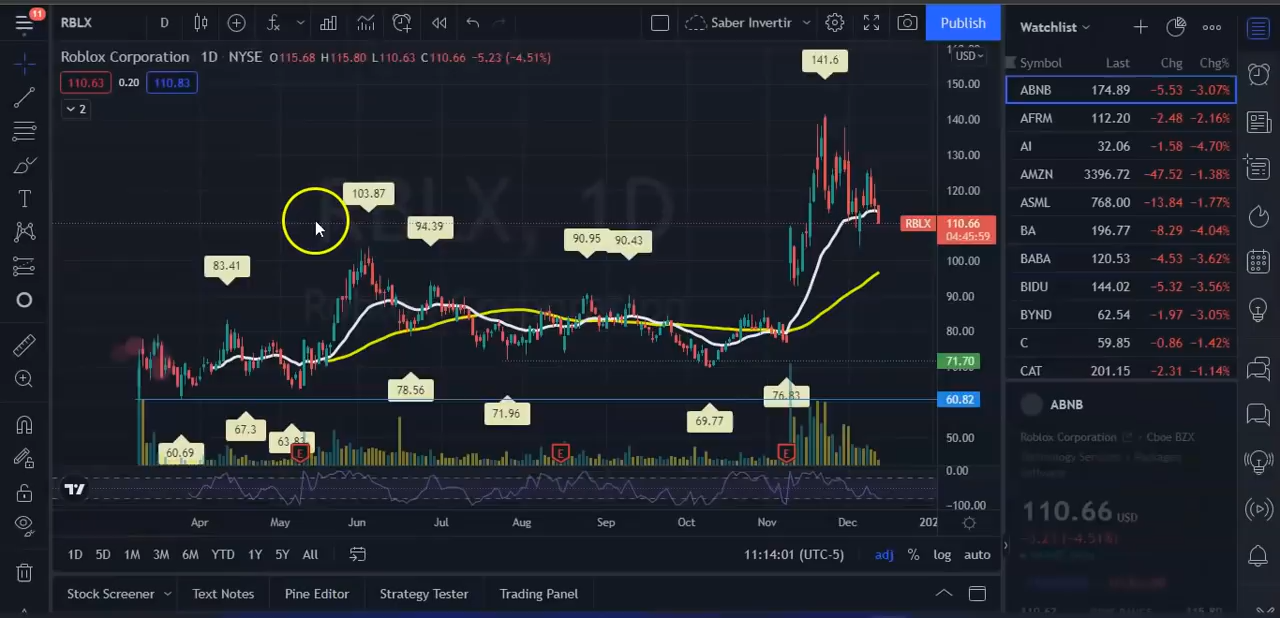 11
RBLX D Saber Invertir Publish
Roblox Corporation 1D NYSE O115.68 H115.80 L110.63 C110.66 −5.23 (−4.51%)
110.63 0.20 110.83
2
RBLX, 1D
USD
150.00
140.00
130.00
120.00
RBLX 110.66
04:45:59
100.00
90.00
80.00
71.70
60.82
50.00
0.00
−100.00
141.6
103.87
94.39
90.95
90.43
83.41
78.56
71.96
76.83
69.77
67.3
60.69
E
E
E
Apr May Jun Jul Aug Sep Oct Nov Dec
1D 5D 1M 3M 6M YTD 1Y 5Y All 11:14:01 (UTC-5) adj % log auto
Stock Screener Text Notes Pine Editor Strategy Tester Trading Panel
Watchlist
Symbol Last Chg Chg%
ABNB 174.89 −5.53 −3.07%
AFRM 112.20 −2.48 −2.16%
AI 32.06 −1.58 −4.70%
AMZN 3396.72 −47.52 −1.38%
ASML 768.00 −13.84 −1.77%
BA 196.77 −8.29 −4.04%
BABA 120.53 −4.53 −3.62%
BIDU 144.02 −5.32 −3.56%
BYND 62.54 −1.97 −3.05%
C 59.85 −0.86 −1.42%
CAT 201.15 −2.31 −1.14%
ABNB
Roblox Corporation · Cboe BZX
110.66 USD